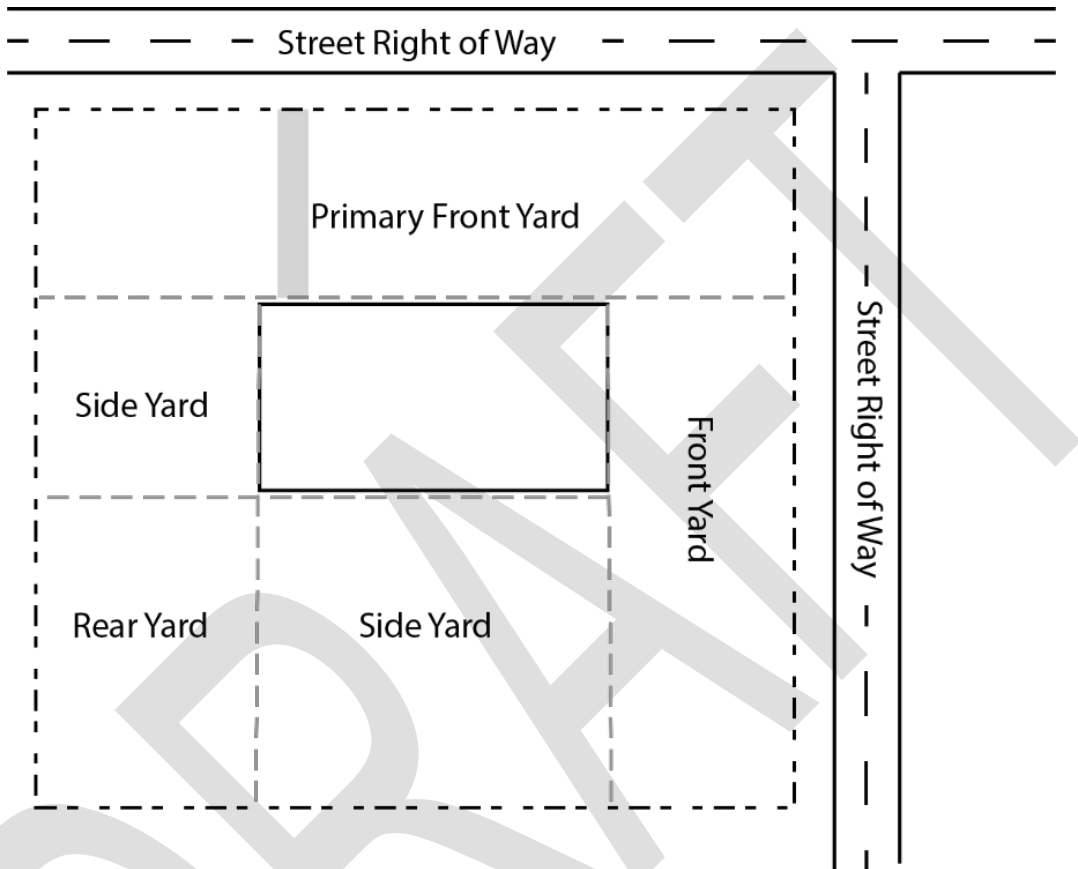 Street Right of Way
Primary Front Yard
Side Yard
Front Yard
Street Right of Way
Rear Yard
Side Yard
DRAFT